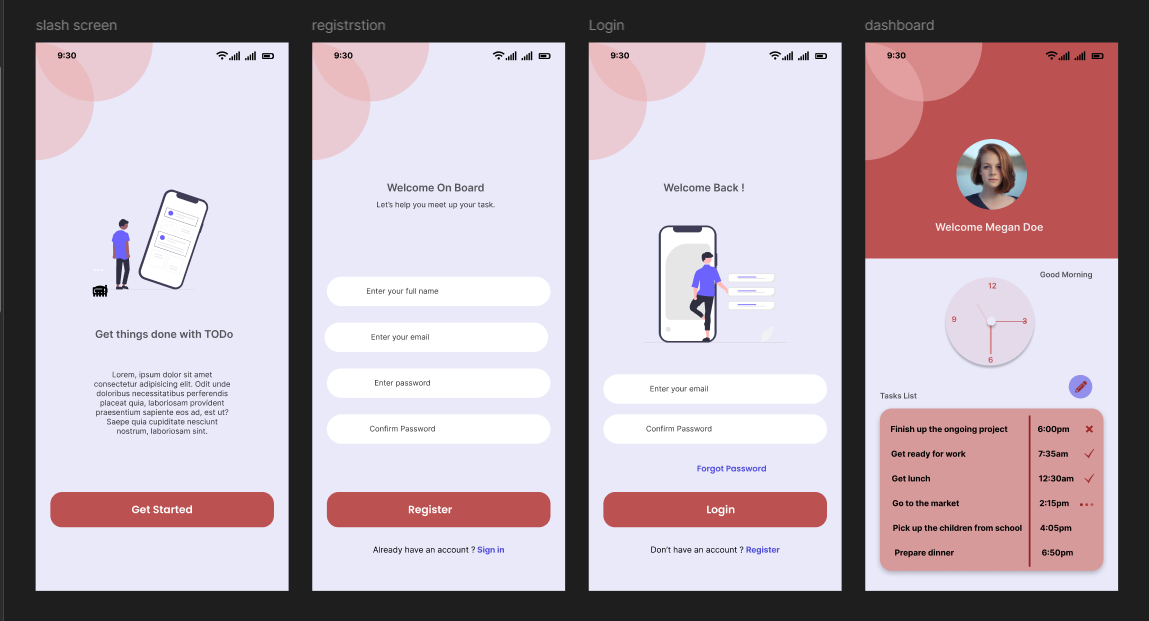 slash screen
9:30
Get things done with TODo
Lorem, ipsum dolor sit amet
consectetur adipisicing elit. Odit unde
doloribus necessitatibus perferendis
placeat quia, laboriosam provident
praesentium sapiente eos ad, est ut?
Saepe quia cupiditate nesciunt
nostrum, laboriosam sint.
Get Started
registrstion
9:30
Welcome On Board
Let's help you meet up your task.
Enter your full name
Enter your email
Enter password
Confirm Password
Register
Already have an account ? Sign in
Login
9:30
Welcome Back !
Enter your email
Confirm Password
Forgot Password
Login
Don't have an account ? Register
dashboard
9:30
Welcome Megan Doe
Good Morning
12
9 3
6
Tasks List
Finish up the ongoing project 6:00pm
Get ready for work 7:35am
Get lunch 12:30am
Go to the market 2:15pm
Pick up the children from school 4:05pm
Prepare dinner 6:50pm